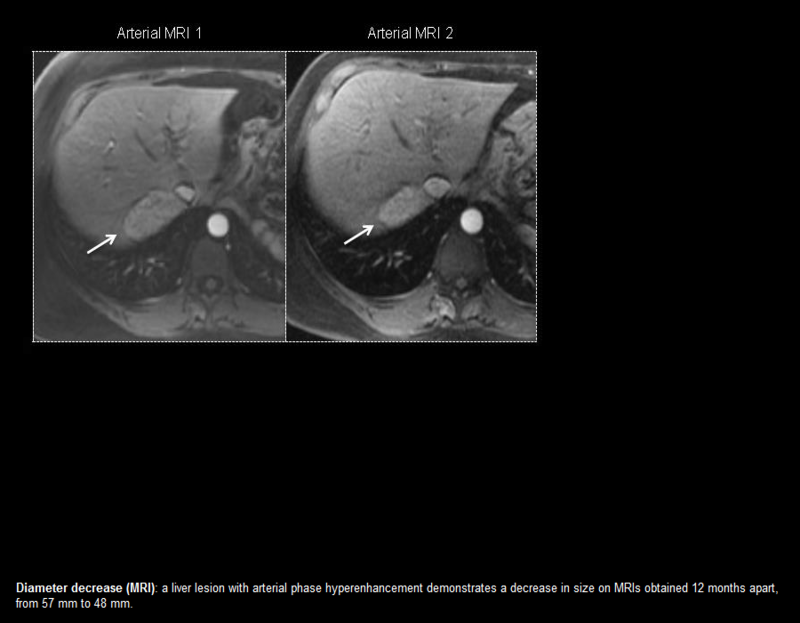 Arterial MRI 1
Arterial MRI 2
Diameter decrease (MRI): a liver lesion with arterial phase hyperenhancement demonstrates a decrease in size on MRIs obtained 12 months apart,
from 57 mm to 48 mm.